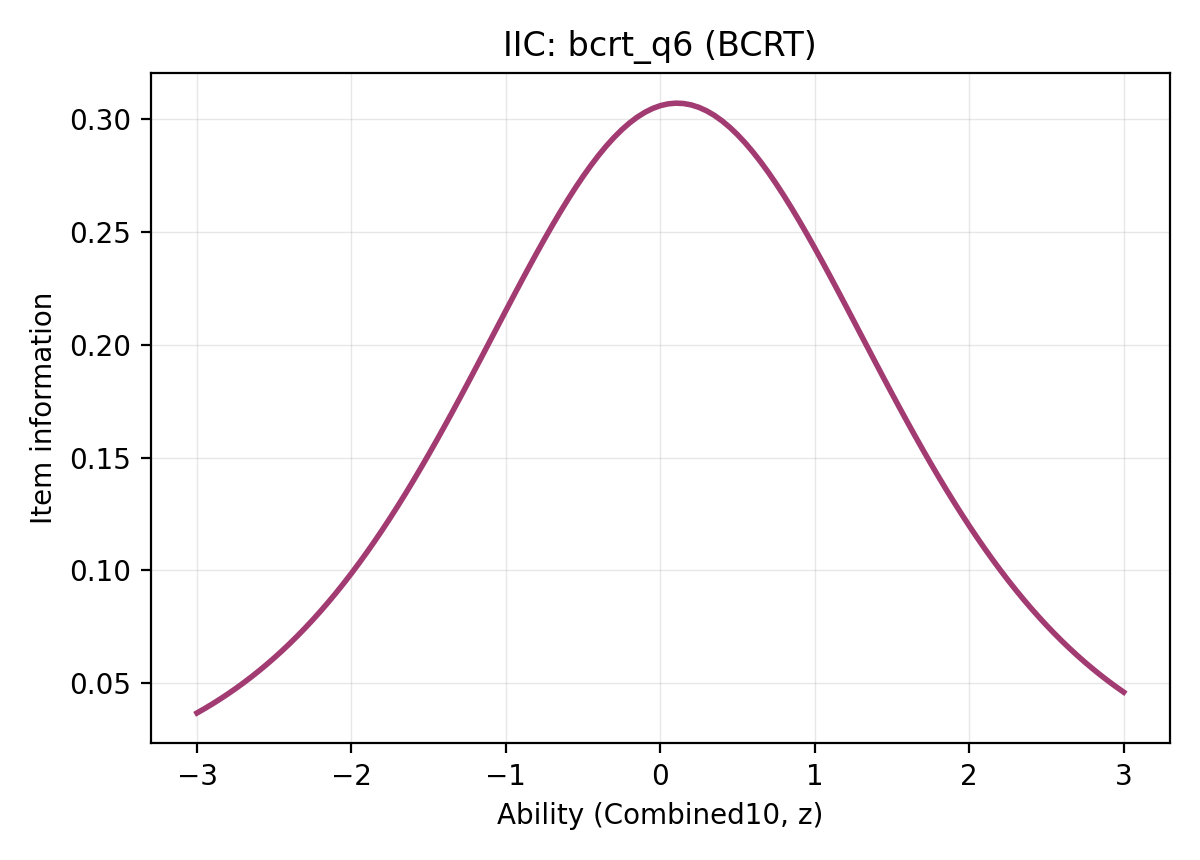 IIC: bcrt_q6 (BCRT)
Item information
0.30
0.25
0.20
0.15
0.10
0.05
−3 −2 −1 0 1 2 3
Ability (Combined10, z)